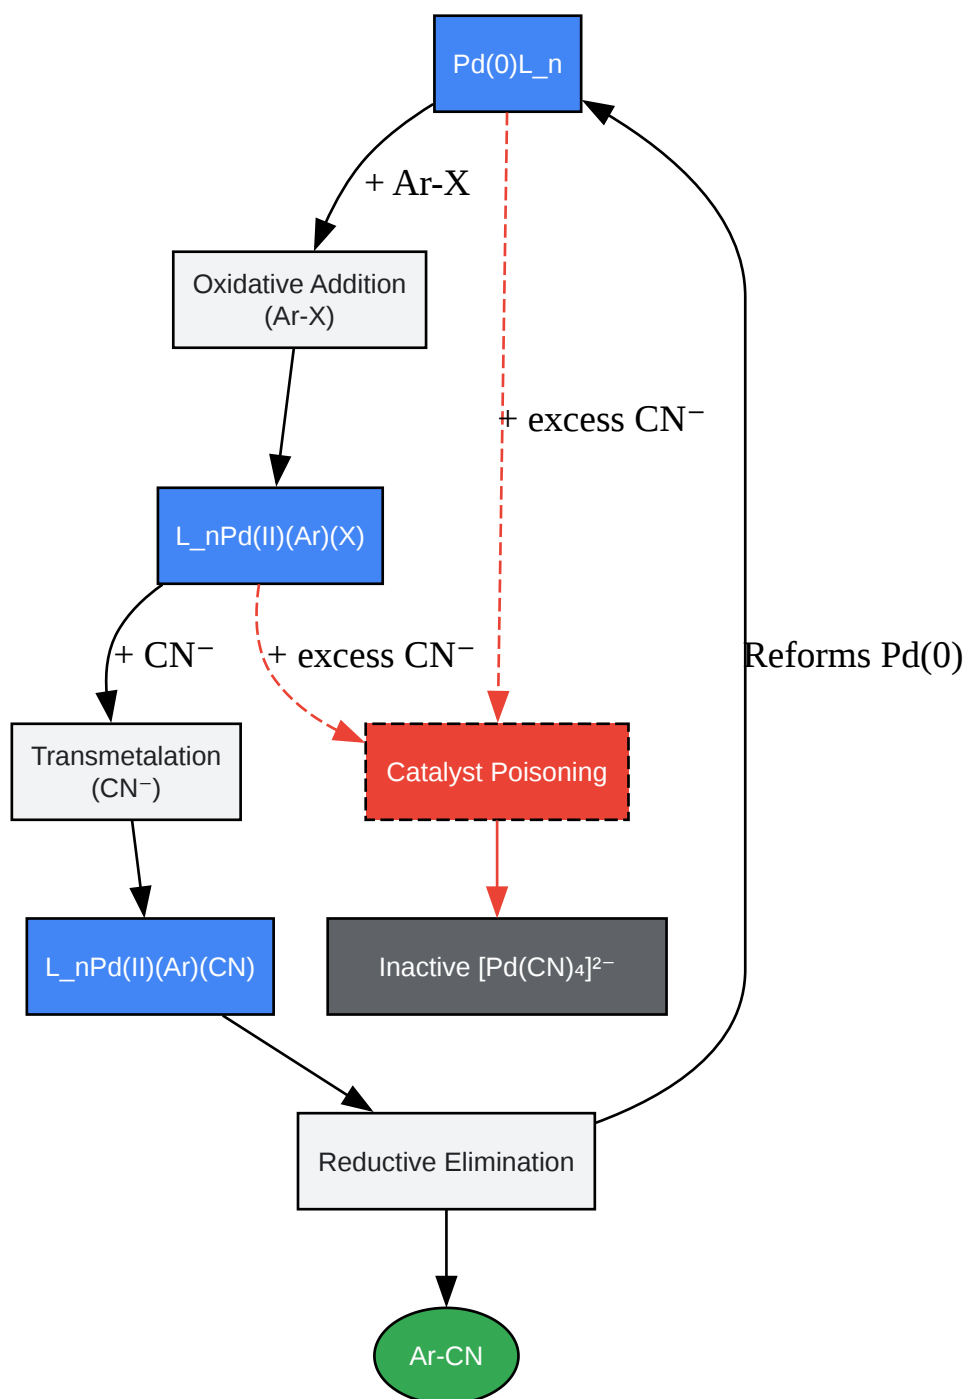 Pd(0)L_n
+ Ar-X
Oxidative Addition
(Ar-X)
+ excess CN⁻
L_nPd(II)(Ar)(X)
+ CN⁻
+ excess CN⁻
Reforms Pd(0)
Transmetalation
(CN⁻)
Catalyst Poisoning
L_nPd(II)(Ar)(CN)
Inactive [Pd(CN)₄]²⁻
Reductive Elimination
Ar-CN